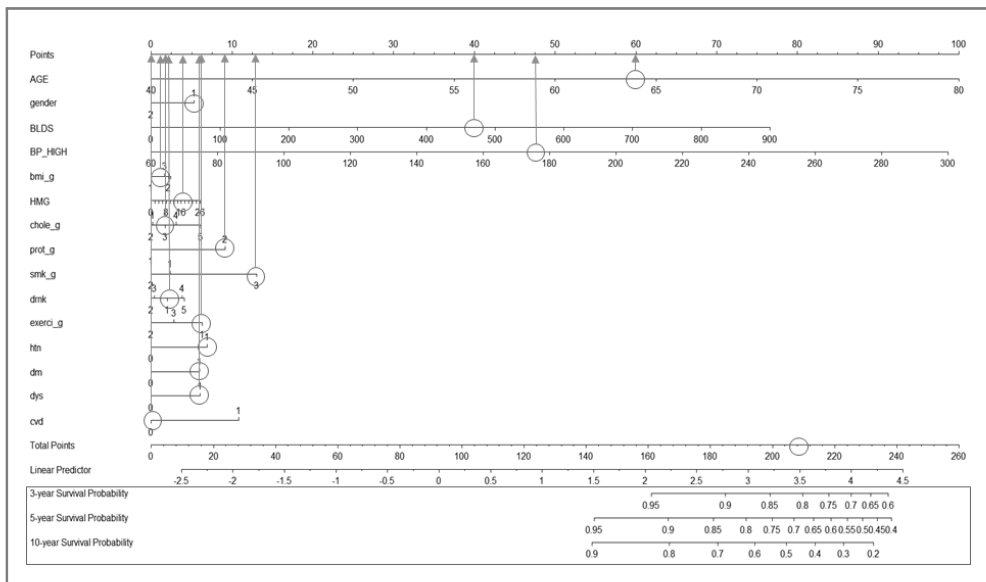 Points
0 10 20 30 40 50 60 70 80 90 100
AGE
40 45 50 55 60 65 70 75 80
gender
1
2
BLDS
0 100 200 300 400 500 600 700 800 900
BP_HIGH
60 80 100 120 140 160 180 200 220 240 260 280 300
bmi_g
3
1 2
HMG
0 8 16 26
chole_g
1 4
2 3 5
prot_g
2
1
smk_g
1
2 3
drnk
3 4
2 1 5
exerci_g
3
2 1
htn
1
0
dm
1
0
dys
1
0
cvd
1
0
Total Points
0 20 40 60 80 100 120 140 160 180 200 220 240 260
Linear Predictor
-2.5 -2 -1.5 -1 -0.5 0 0.5 1 1.5 2 2.5 3 3.5 4 4.5
3-year Survival Probability
0.95 0.9 0.85 0.8 0.75 0.7 0.65 0.6
5-year Survival Probability
0.95 0.9 0.85 0.8 0.75 0.7 0.65 0.6 0.55 0.5 0.45 0.4
10-year Survival Probability
0.9 0.8 0.7 0.6 0.5 0.4 0.3 0.2